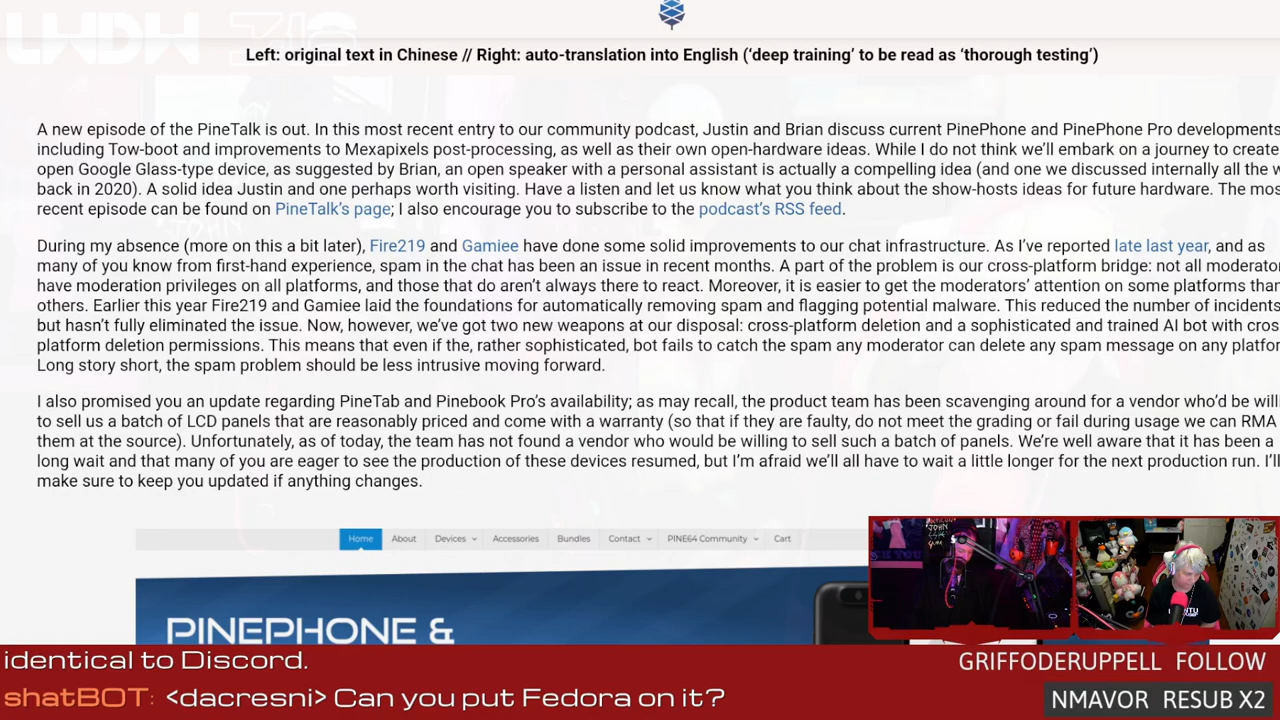 LWDW 318
Left: original text in Chinese // Right: auto-translation into English (‘deep training’ to be read as ‘thorough testing’)
A new episode of the PineTalk is out. In this most recent entry to our community podcast, Justin and Brian discuss current PinePhone and PinePhone Pro developments
including Tow-boot and improvements to Mexapixels post-processing, as well as their own open-hardware ideas. While I do not think we’ll embark on a journey to create
open Google Glass-type device, as suggested by Brian, an open speaker with a personal assistant is actually a compelling idea (and one we discussed internally all the w
back in 2020). A solid idea Justin and one perhaps worth visiting. Have a listen and let us know what you think about the show-hosts ideas for future hardware. The mos
recent episode can be found on PineTalk’s page; I also encourage you to subscribe to the podcast’s RSS feed.
During my absence (more on this a bit later), Fire219 and Gamiee have done some solid improvements to our chat infrastructure. As I’ve reported late last year, and as
many of you know from first-hand experience, spam in the chat has been an issue in recent months. A part of the problem is our cross-platform bridge: not all moderator
have moderation privileges on all platforms, and those that do aren’t always there to react. Moreover, it is easier to get the moderators’ attention on some platforms than
others. Earlier this year Fire219 and Gamiee laid the foundations for automatically removing spam and flagging potential malware. This reduced the number of incidents
but hasn’t fully eliminated the issue. Now, however, we’ve got two new weapons at our disposal: cross-platform deletion and a sophisticated and trained AI bot with cros
platform deletion permissions. This means that even if the, rather sophisticated, bot fails to catch the spam any moderator can delete any spam message on any platfor
Long story short, the spam problem should be less intrusive moving forward.
I also promised you an update regarding PineTab and Pinebook Pro’s availability; as may recall, the product team has been scavenging around for a vendor who’d be willi
to sell us a batch of LCD panels that are reasonably priced and come with a warranty (so that if they are faulty, do not meet the grading or fail during usage we can RMA
them at the source). Unfortunately, as of today, the team has not found a vendor who would be willing to sell such a batch of panels. We’re well aware that it has been a
long wait and that many of you are eager to see the production of these devices resumed, but I’m afraid we’ll all have to wait a little longer for the next production run. I’ll
make sure to keep you updated if anything changes.
Home About Devices Accessories Bundles Contact PINE64 Community Cart
PINEPHONE &
identical to Discord.
GRIFFODERUPPELL FOLLOW
shatBOT: <dacresni> Can you put Fedora on it?
NMAVOR RESUB X2